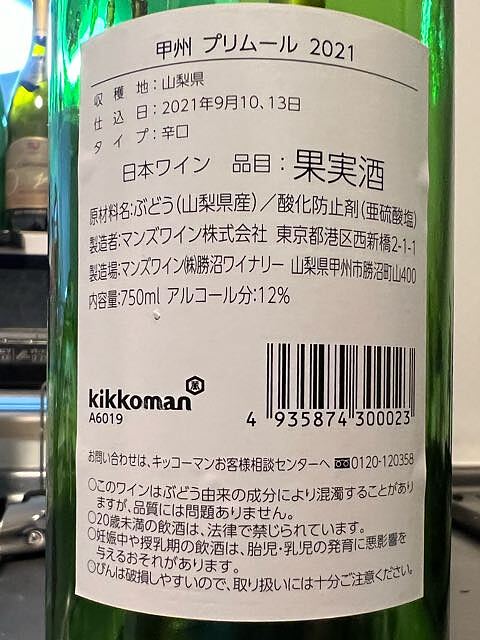 甲州 プリムール 2021
収穫地：山梨県
仕込日：2021年9月10、13日
タイプ：辛口
日本ワイン 品目：果実酒
原材料名：ぶどう（山梨県産）／酸化防止剤（亜硫酸塩）
製造者：マンズワイン株式会社 東京都港区西新橋2-1-1
製造場：マンズワイン㈱勝沼ワイナリー 山梨県甲州市勝沼町山400
内容量：750ml アルコール分：12%
kikkoman 萬
A6019
4 935874 300023
お問い合わせは、キッコーマンお客様相談センターへ 0120-120358
○このワインはぶどう由来の成分により混濁することがあり
ますが、品質には問題ありません。
○20歳未満の飲酒は、法律で禁じられています。
○妊娠中や授乳期の飲酒は、胎児・乳児の発育に悪影響を
与えるおそれがあります。
○びんは破損しやすいので、取り扱いには十分ご注意ください。